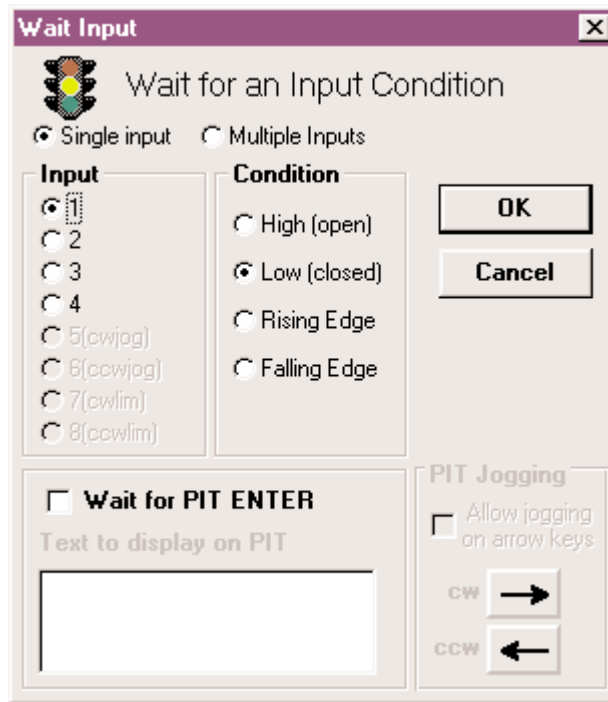 Wait Input
Wait for an Input Condition
Single input
Multiple Inputs
Input
1
2
3
4
5(cwjog)
6(ccwjog)
7(cwlim)
8(ccwlim)
Condition
High (open)
Low (closed)
Rising Edge
Falling Edge
OK
Cancel
Wait for PIT ENTER
Text to display on PIT
PIT Jogging
Allow jogging
on arrow keys
cw
ccw